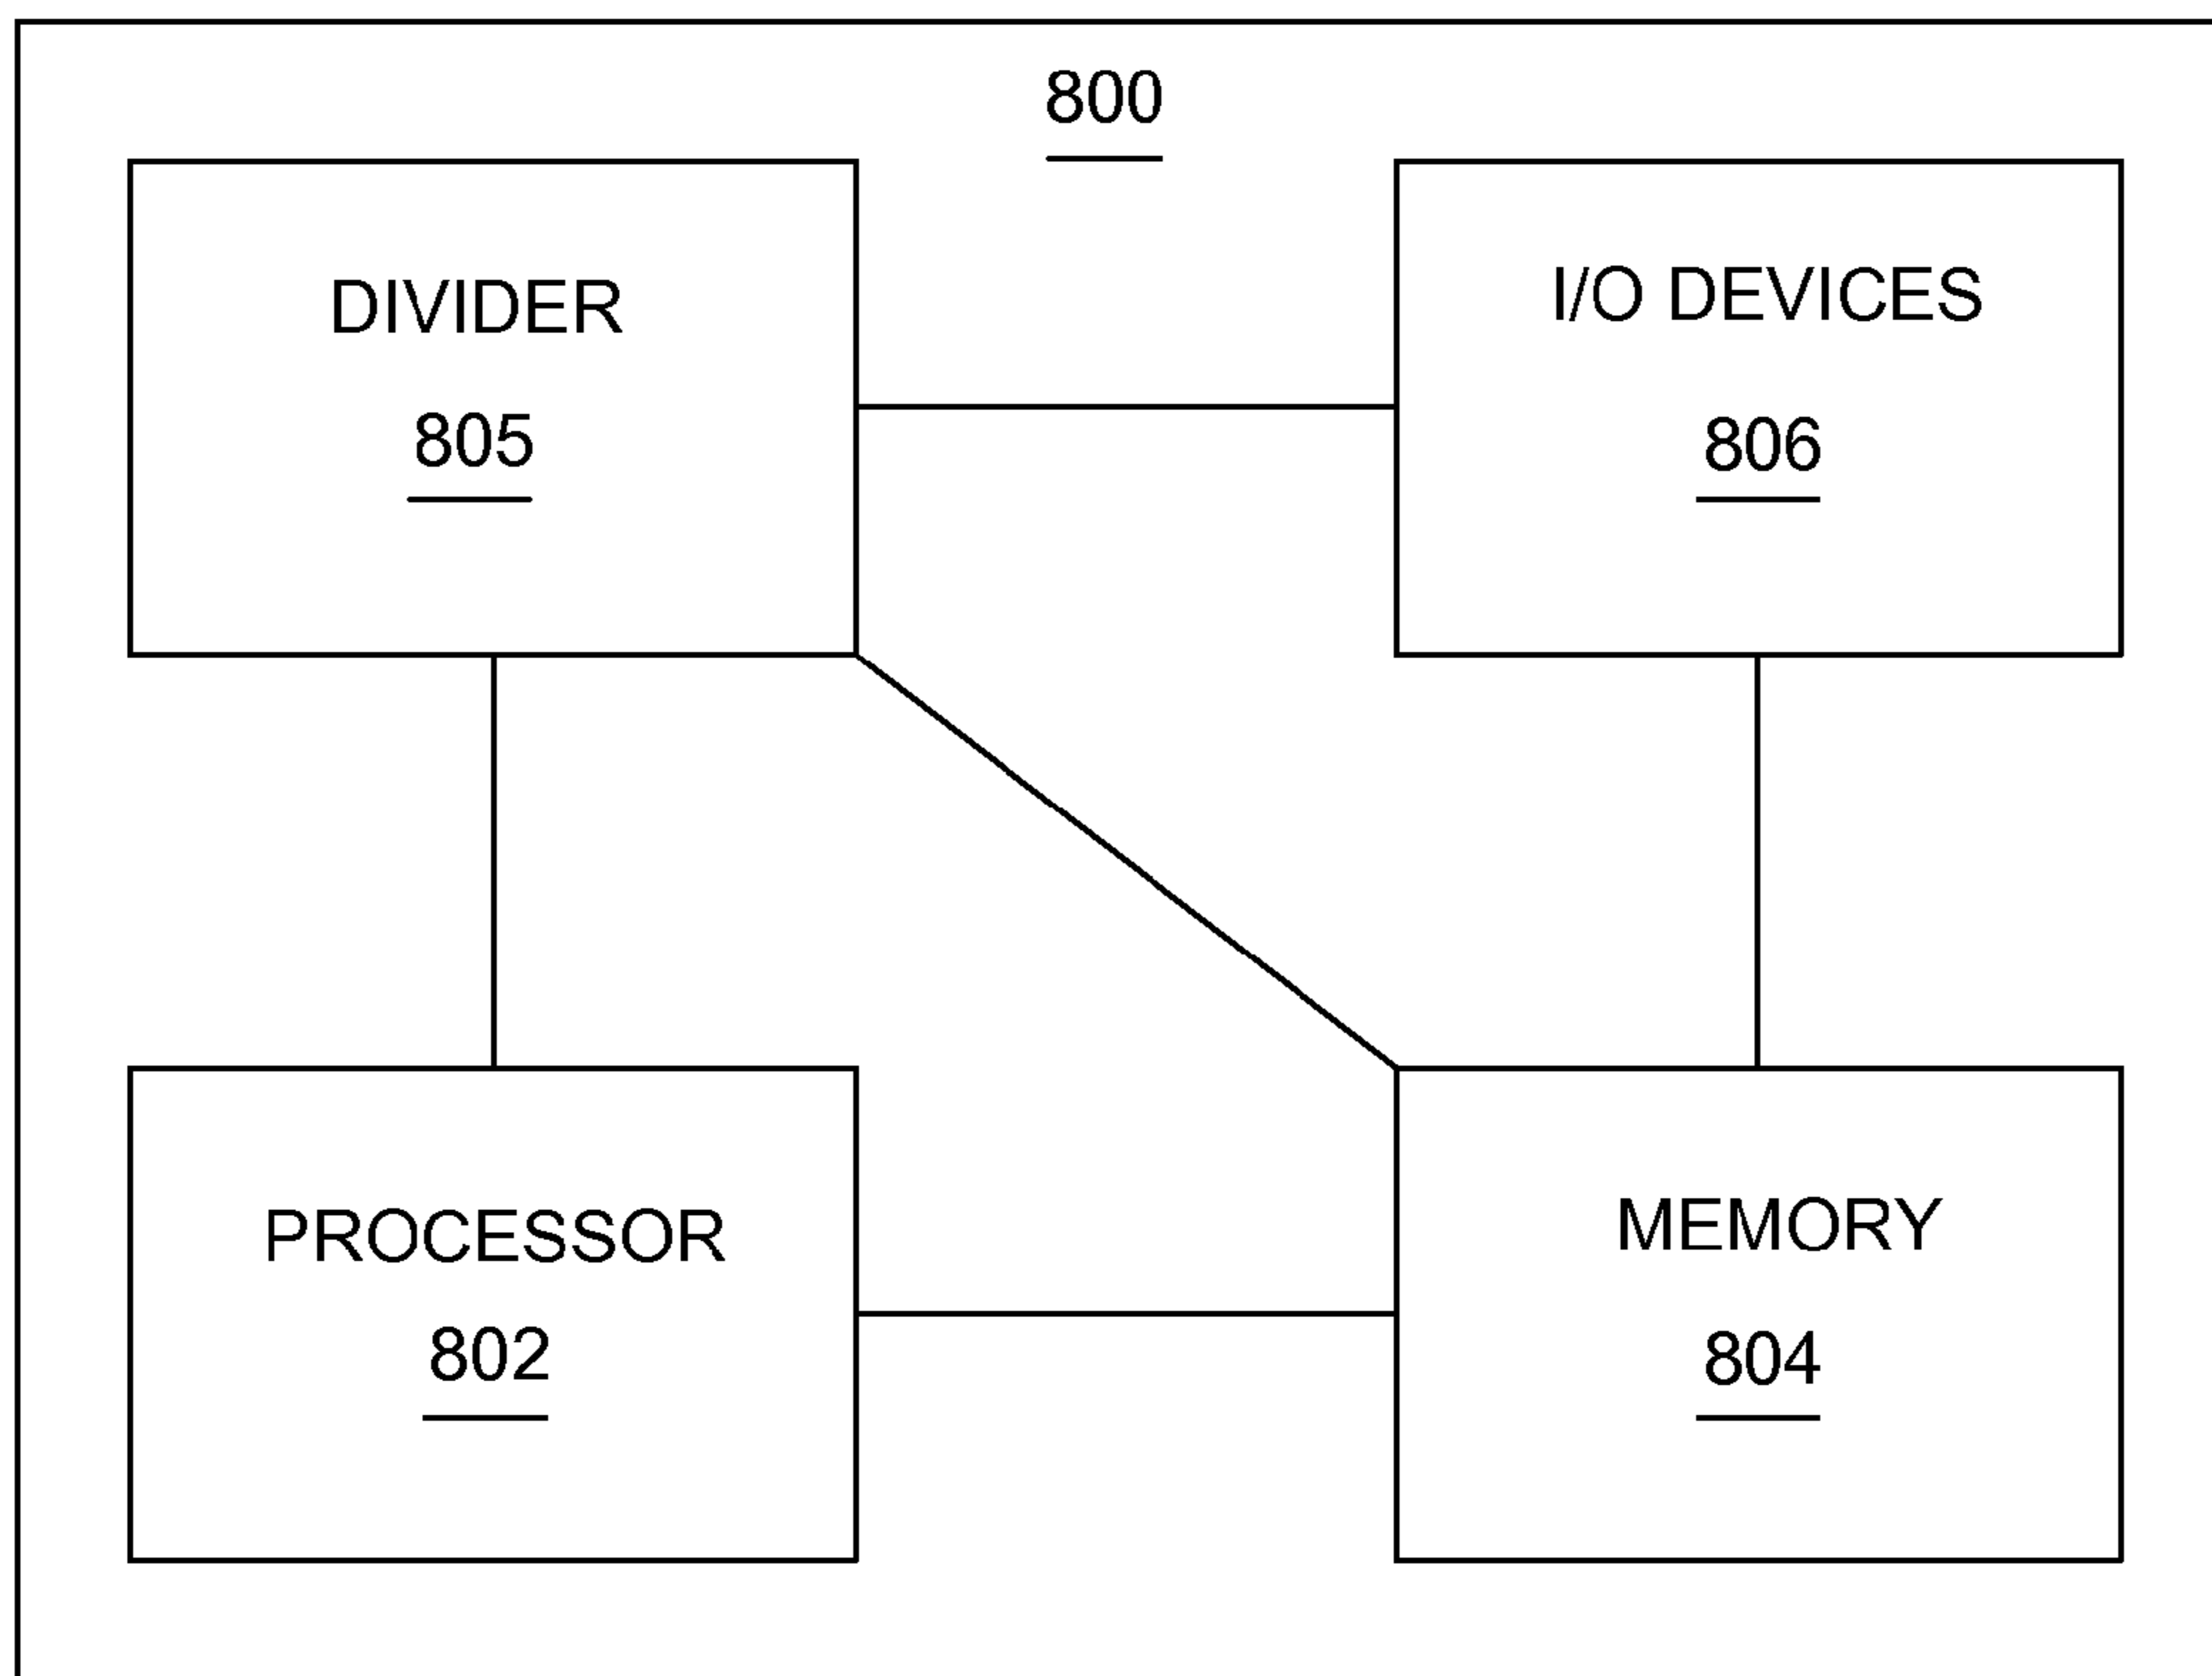 800
DIVIDER
805
I/O DEVICES
806
PROCESSOR
802
MEMORY
804